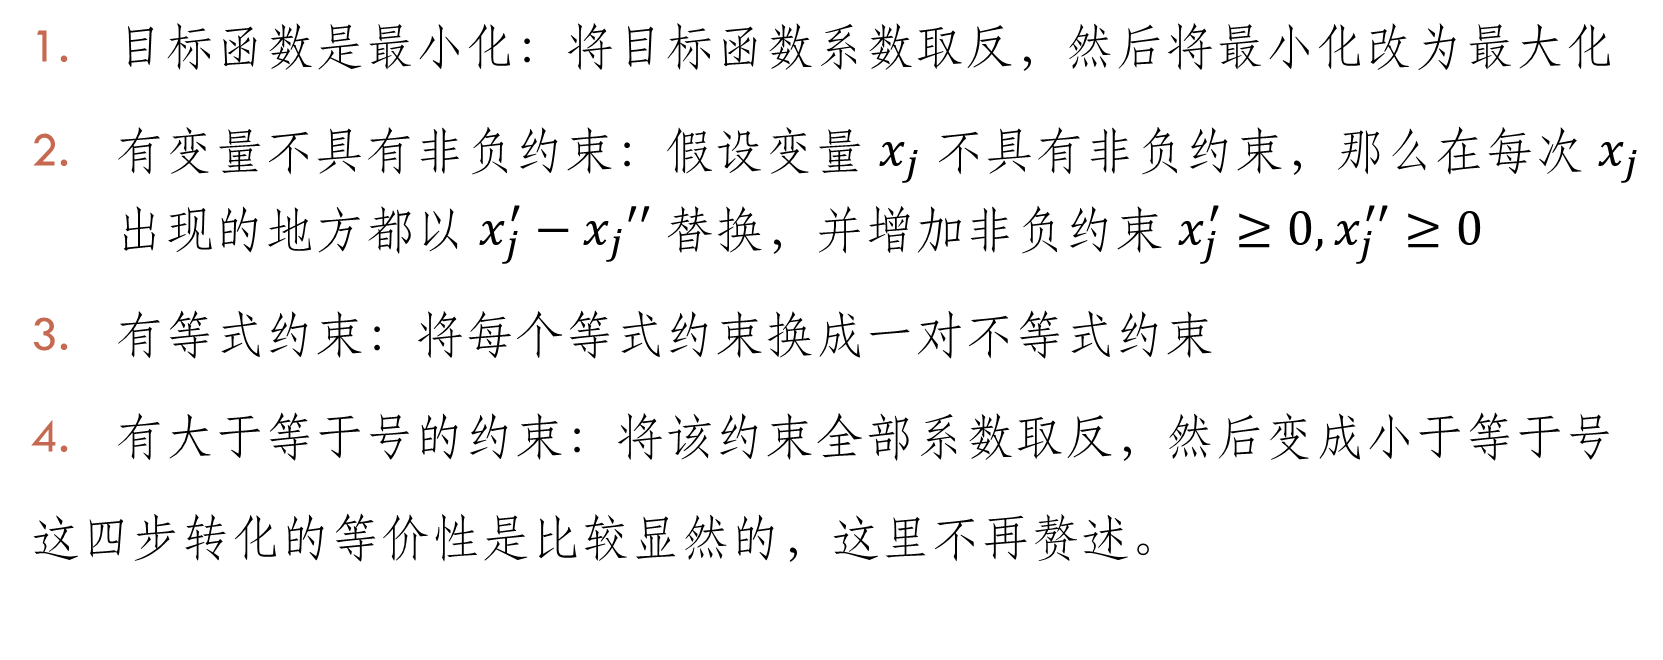 1. 目标函数是最小化：将目标函数系数取反，然后将最小化改为最大化
2. 有变量不具有非负约束：假设变量 xⱼ 不具有非负约束，那么在每次 xⱼ
出现的地方都以 xⱼ′ − xⱼ′′ 替换，并增加非负约束 xⱼ′ ≥ 0, xⱼ′′ ≥ 0
3. 有等式约束：将每个等式约束换成一对不等式约束
4. 有大于等于号的约束：将该约束全部系数取反，然后变成小于等于号
这四步转化的等价性是比较显然的，这里不再赘述。